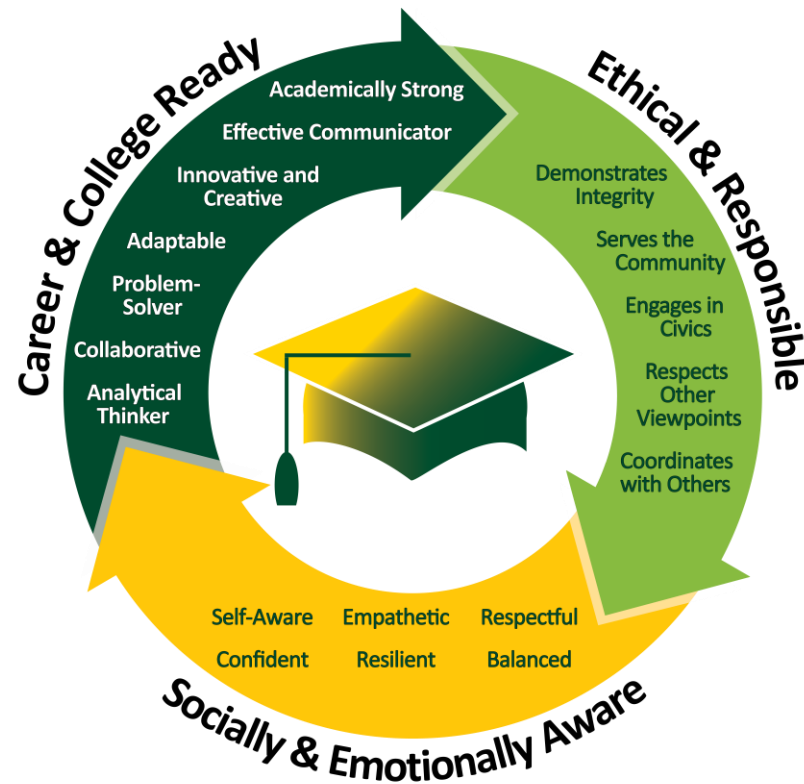 Career & College Ready
Academically Strong
Effective Communicator
Innovative and
Creative
Adaptable
Problem-
Solver
Collaborative
Analytical
Thinker
Ethical & Responsible
Demonstrates
Integrity
Serves the
Community
Engages in
Civics
Respects
Other
Viewpoints
Coordinates
with Others
Self-Aware Empathetic Respectful
Confident Resilient Balanced
Socially & Emotionally Aware